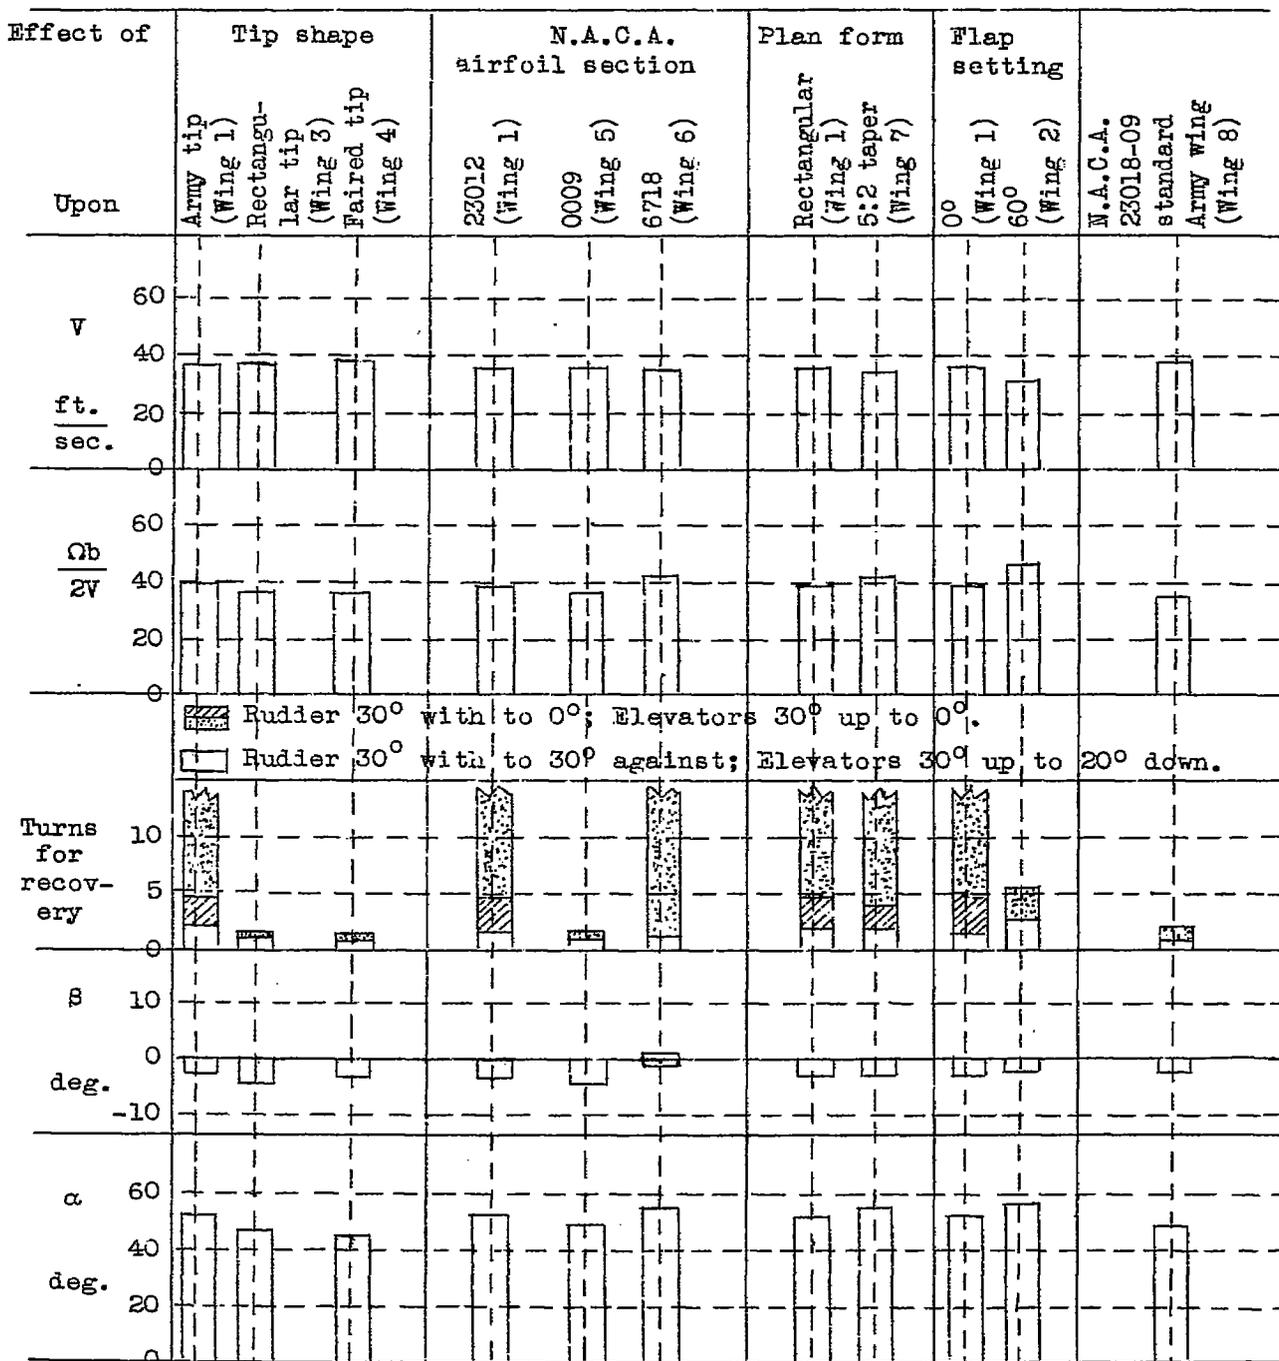 Effect of
Upon
Tip shape
Army tip
(Wing 1)
Rectangu-
lar tip
(Wing 3)
Faired tip
(Wing 4)
N.A.C.A.
airfoil section
23012
(Wing 1)
0009
(Wing 5)
6718
(Wing 6)
Plan form
Rectangular
(Wing 1)
5:2 taper
(Wing 7)
Flap
setting
0°
(Wing 1)
60°
(Wing 2)
N.A.C.A.
23018-09
standard
Army wing
(Wing 8)
V
ft.
sec.
60
40
20
0
Ωb
2V
60
40
20
0
Rudder 30° with to 0°; Elevators 30° up to 0°.
Rudder 30° with to 30° against; Elevators 30° up to 20° down.
Turns
for
recov-
ery
10
5
0
β
deg.
10
0
-10
α
deg.
60
40
20
0